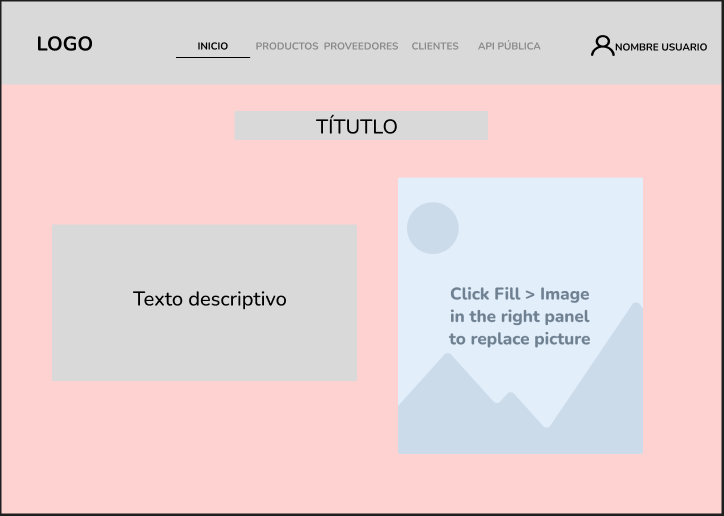 LOGO
INICIO
PRODUCTOS
PROVEEDORES
CLIENTES
API PÚBLICA
NOMBRE USUARIO
TÍTUTLO
Texto descriptivo
Click Fill > Image
in the right panel
to replace picture